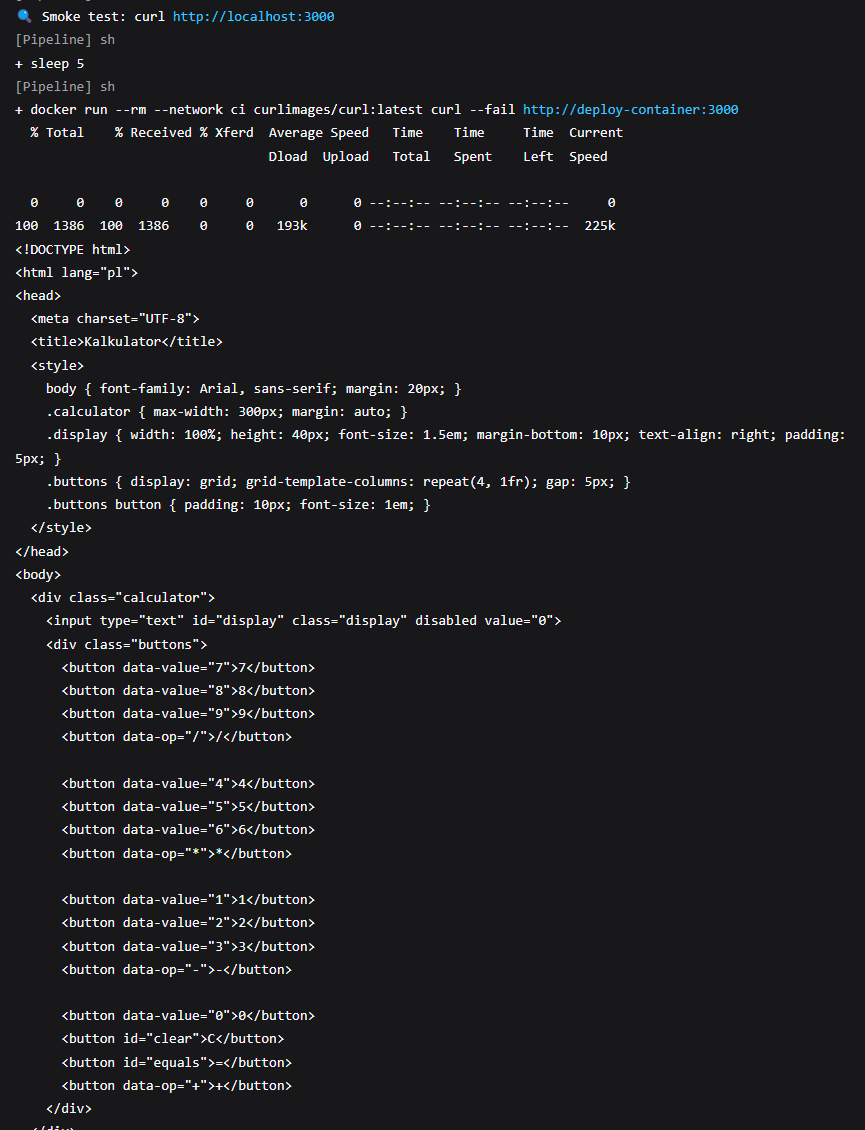 🔍 Smoke test: curl http://localhost:3000
[Pipeline] sh
+ sleep 5
[Pipeline] sh
+ docker run --rm --network ci curlimages/curl:latest curl --fail http://deploy-container:3000
  % Total    % Received % Xferd  Average Speed   Time    Time     Time  Current
                                 Dload  Upload   Total   Spent    Left  Speed

  0     0    0     0    0     0      0      0 --:--:-- --:--:-- --:--:--     0
100  1386  100  1386    0     0   193k      0 --:--:-- --:--:-- --:--:--  225k
<!DOCTYPE html>
<html lang="pl">
<head>
  <meta charset="UTF-8">
  <title>Kalkulator</title>
  <style>
    body { font-family: Arial, sans-serif; margin: 20px; }
    .calculator { max-width: 300px; margin: auto; }
    .display { width: 100%; height: 40px; font-size: 1.5em; margin-bottom: 10px; text-align: right; padding:
5px; }
    .buttons { display: grid; grid-template-columns: repeat(4, 1fr); gap: 5px; }
    .buttons button { padding: 10px; font-size: 1em; }
  </style>
</head>
<body>
  <div class="calculator">
    <input type="text" id="display" class="display" disabled value="0">
    <div class="buttons">
      <button data-value="7">7</button>
      <button data-value="8">8</button>
      <button data-value="9">9</button>
      <button data-op="/">/</button>

      <button data-value="4">4</button>
      <button data-value="5">5</button>
      <button data-value="6">6</button>
      <button data-op="*">*</button>

      <button data-value="1">1</button>
      <button data-value="2">2</button>
      <button data-value="3">3</button>
      <button data-op="-">-</button>

      <button data-value="0">0</button>
      <button id="clear">C</button>
      <button id="equals">=</button>
      <button data-op="+">+</button>
    </div>